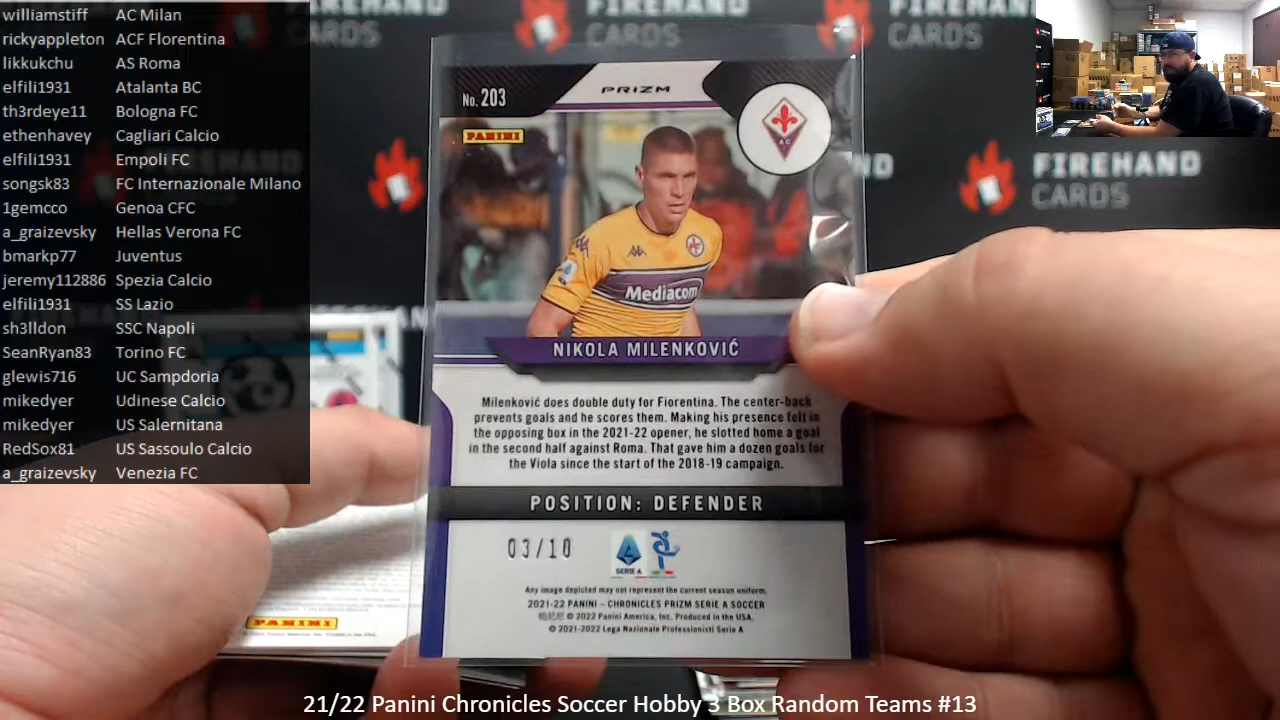 williamstiff AC Milan
rickyappleton ACF Florentina
likkukchu AS Roma
elfili1931 Atalanta BC
th3rdeye11 Bologna FC
ethenhavey Cagliari Calcio
elfili1931 Empoli FC
songsk83 FC Internazionale Milano
1gemcco Genoa CFC
a_graizevsky Hellas Verona FC
bmarkp77 Juventus
jeremy112886 Spezia Calcio
elfili1931 SS Lazio
sh3lldon SSC Napoli
SeanRyan83 Torino FC
glewis716 UC Sampdoria
mikedyer Udinese Calcio
mikedyer US Salernitana
RedSox81 US Sassoulo Calcio
a_graizevsky Venezia FC
FIREHAND
CARDS
FIREHAND
CARDS
FIREHAND
CARDS
No. 203
PRIZM
PANINI
AC
Mediacom
NIKOLA MILENKOVIĆ
Milenković does double duty for Fiorentina. The center-back
prevents goals and he scores them. Making his presence felt in
the opposing box in the 2021-22 opener, he slotted home a goal
in the second half against Roma. That gave him a dozen goals for
the Viola since the start of the 2018-19 campaign.
POSITION: DEFENDER
03/10
SERIE A
Any image depicted may not represent the current season uniform.
2021-22 PANINI – CHRONICLES PRIZM SERIE A SOCCER
帕尼尼 © 2022 Panini America, Inc. Produced in the USA.
© 2021-2022 Lega Nazionale Professionisti Serie A
PANINI
21/22 Panini Chronicles Soccer Hobby 3 Box Random Teams #13